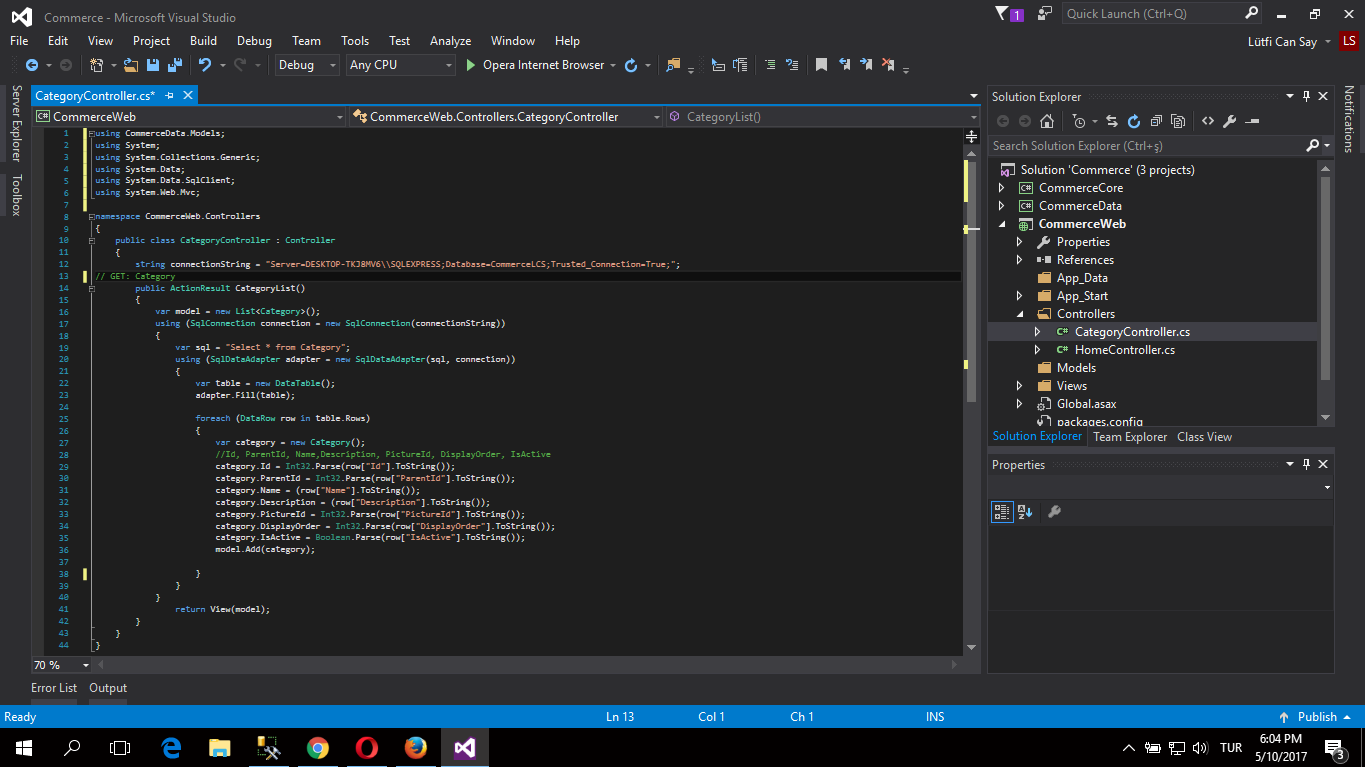 Commerce - Microsoft Visual Studio
1
Quick Launch (Ctrl+Q)
File Edit View Project Build Debug Team Tools Test Analyze Window Help
Lütfi Can Say
LS
Debug
Any CPU
Opera Internet Browser
Server Explorer
Toolbox
CategoryController.cs*
CommerceWeb
CommerceWeb.Controllers.CategoryController
CategoryList()
1 using CommerceData.Models;
2 using System;
3 using System.Collections.Generic;
4 using System.Data;
5 using System.Data.SqlClient;
6 using System.Web.Mvc;
7
8 namespace CommerceWeb.Controllers
9 {
10 public class CategoryController : Controller
11 {
12 string connectionString = "Server=DESKTOP-TKJ8MV6\\SQLEXPRESS;Database=CommerceLCS;Trusted_Connection=True;";
13 // GET: Category
14 public ActionResult CategoryList()
15 {
16 var model = new List<Category>();
17 using (SqlConnection connection = new SqlConnection(connectionString))
18 {
19 var sql = "Select * from Category";
20 using (SqlDataAdapter adapter = new SqlDataAdapter(sql, connection))
21 {
22 var table = new DataTable();
23 adapter.Fill(table);
24
25 foreach (DataRow row in table.Rows)
26 {
27 var category = new Category();
28 //Id, ParentId, Name,Description, PictureId, DisplayOrder, IsActive
29 category.Id = Int32.Parse(row["Id"].ToString());
30 category.ParentId = Int32.Parse(row["ParentId"].ToString());
31 category.Name = (row["Name"].ToString());
32 category.Description = (row["Description"].ToString());
33 category.PictureId = Int32.Parse(row["PictureId"].ToString());
34 category.DisplayOrder = Int32.Parse(row["DisplayOrder"].ToString());
35 category.IsActive = Boolean.Parse(row["IsActive"].ToString());
36 model.Add(category);
37
38 }
39 }
40 }
41 return View(model);
42 }
43 }
44 }
70 %
Solution Explorer
Search Solution Explorer (Ctrl+ş)
Solution 'Commerce' (3 projects)
C# CommerceCore
C# CommerceData
CommerceWeb
Properties
References
App_Data
App_Start
Controllers
C# CategoryController.cs
C# HomeController.cs
Models
Views
Global.asax
packages.config
Solution Explorer Team Explorer Class View
Properties
Notifications
Error List Output
Ready
Ln 13
Col 1
Ch 1
INS
Publish
TUR
6:04 PM
5/10/2017
3